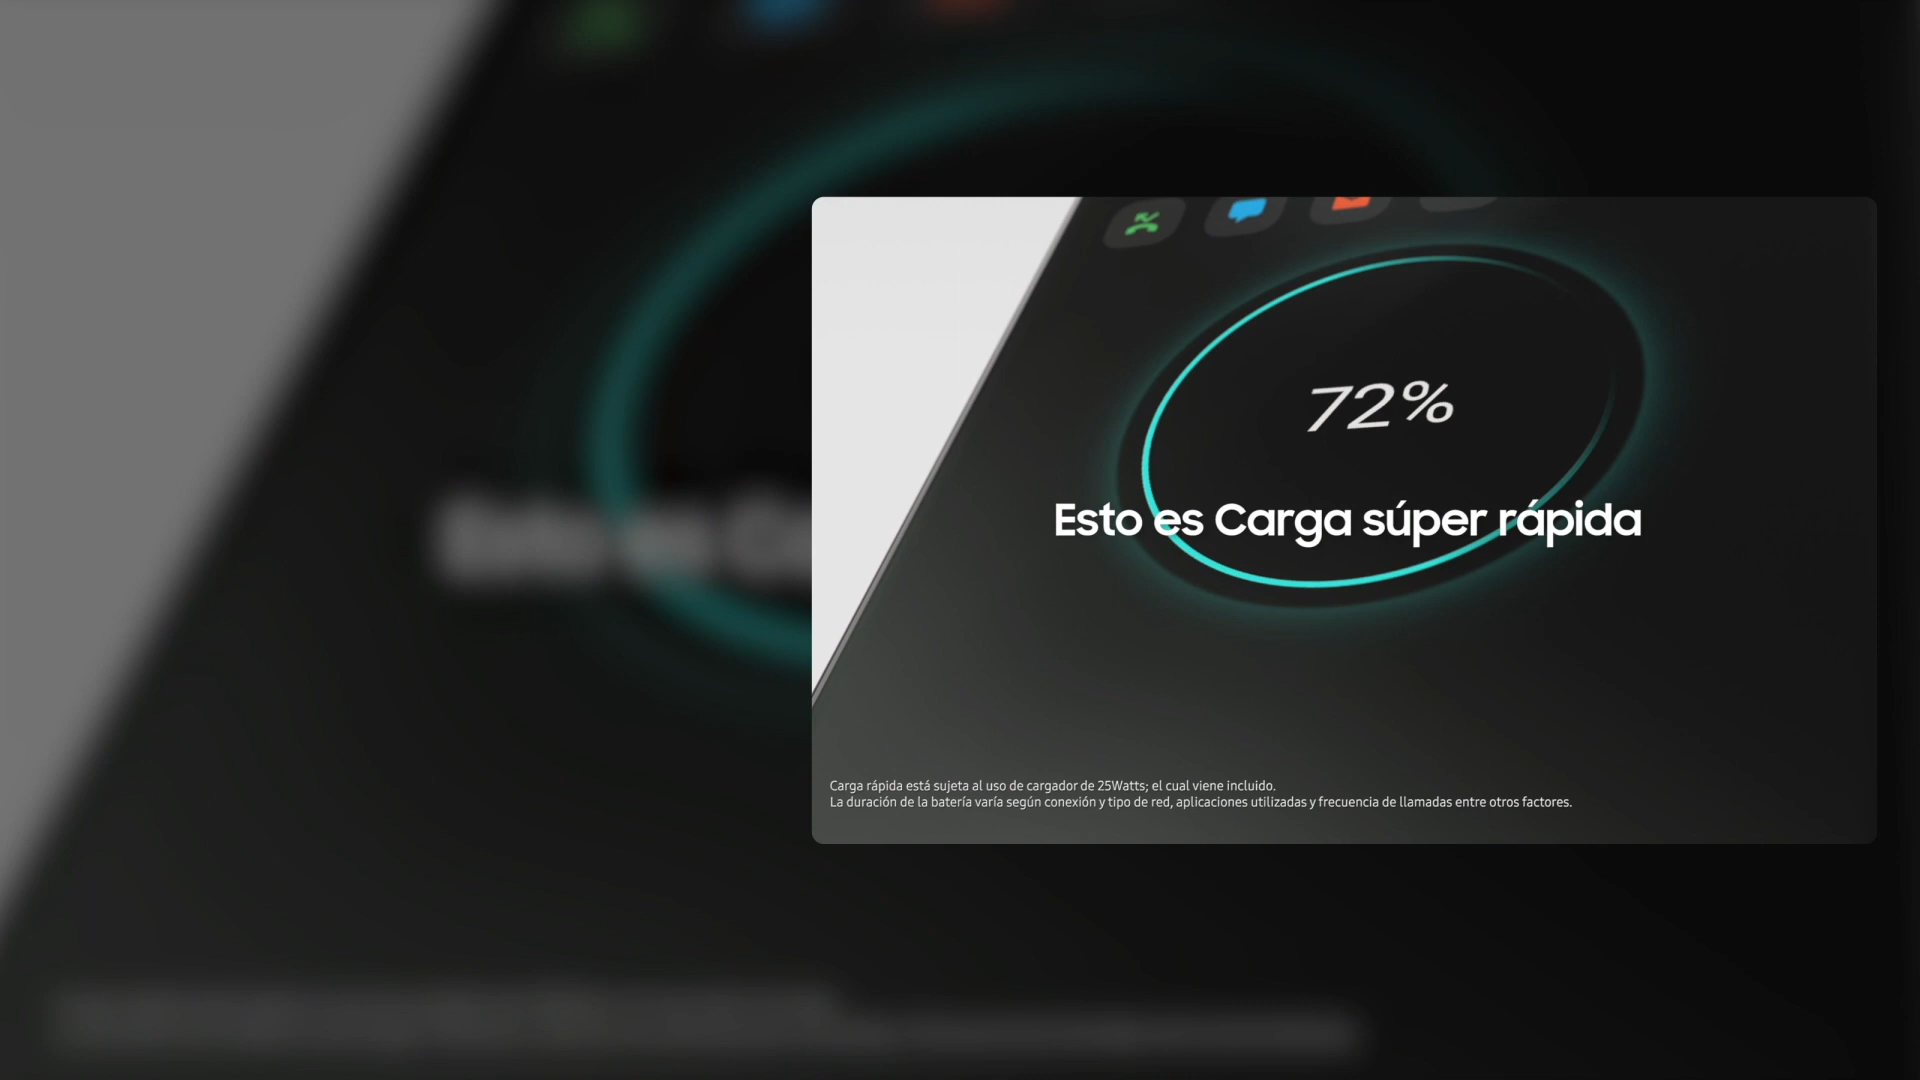 72%
Esto es Carga súper rápida
Carga rápida está sujeta al uso de cargador de 25Watts; el cual viene incluido.
La duración de la batería varía según conexión y tipo de red, aplicaciones utilizadas y frecuencia de llamadas entre otros factores.